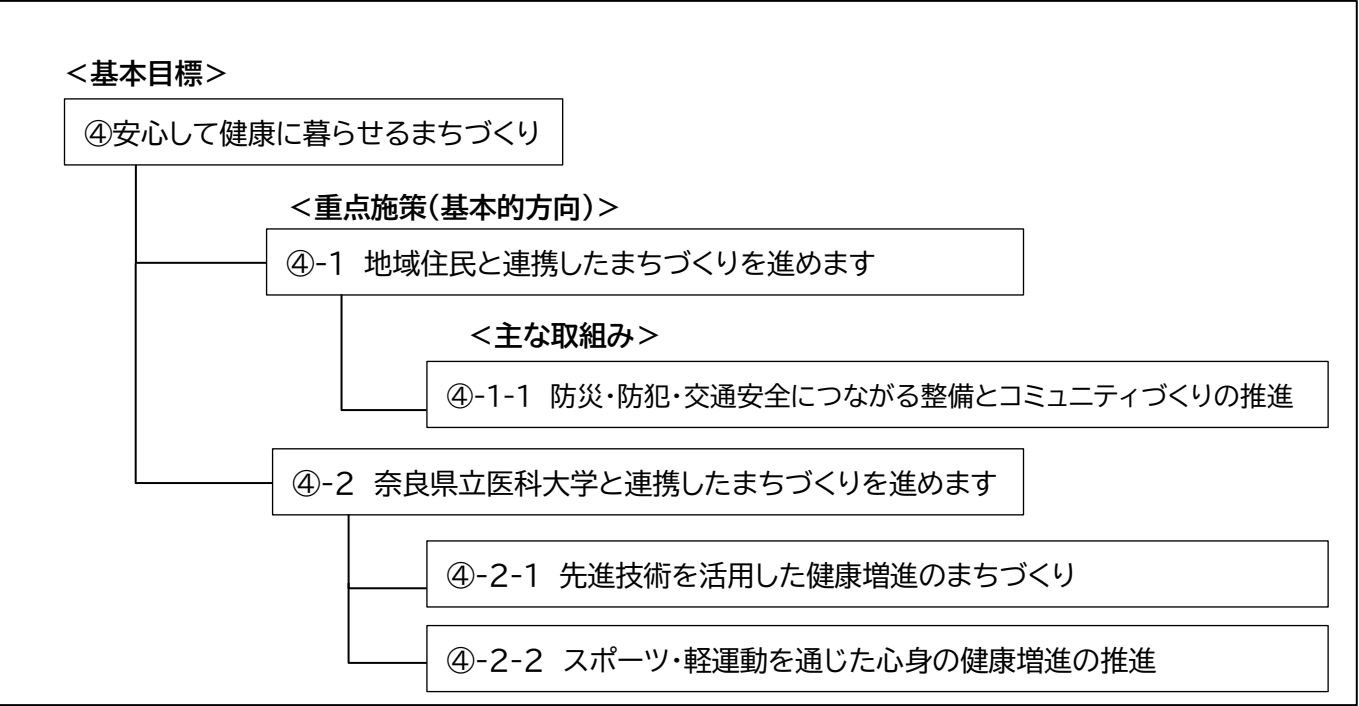 ＜基本目標＞
④安心して健康に暮らせるまちづくり
＜重点施策(基本的方向)＞
④-1 地域住民と連携したまちづくりを進めます
＜主な取組み＞
④-1-1 防災・防犯・交通安全につながる整備とコミュニティづくりの推進
④-2 奈良県立医科大学と連携したまちづくりを進めます
④-2-1 先進技術を活用した健康増進のまちづくり
④-2-2 スポーツ・軽運動を通じた心身の健康増進の推進